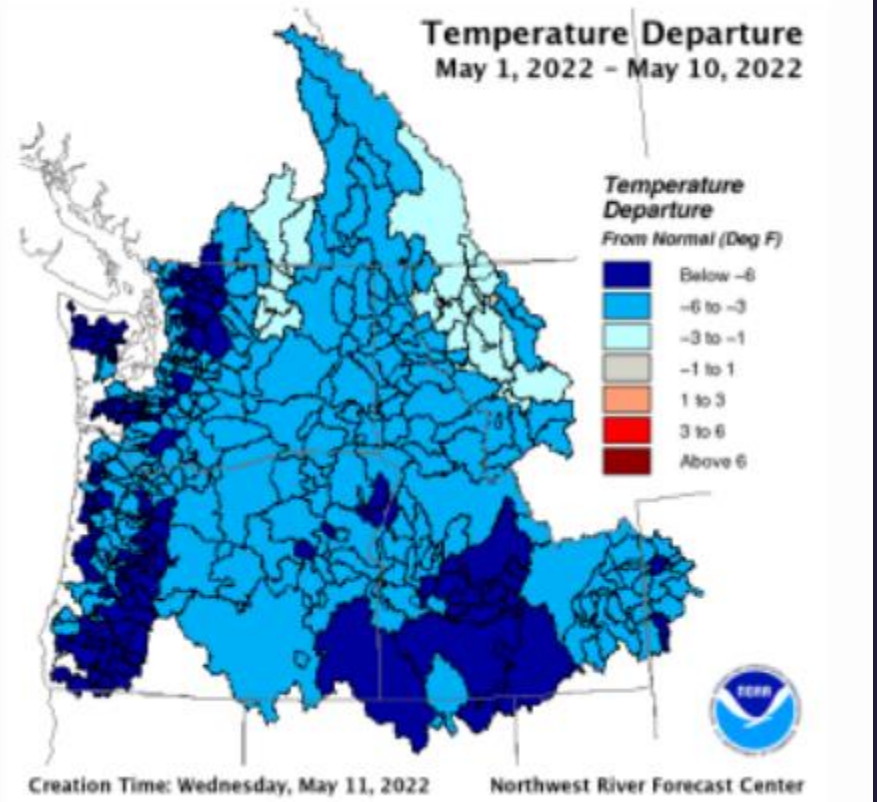 Temperature Departure
May 1, 2022 – May 10, 2022
Temperature
Departure
From Normal (Deg F)
Below -6
-6 to -3
-3 to -1
-1 to 1
1 to 3
3 to 6
Above 6
noaa
Creation Time: Wednesday, May 11, 2022
Northwest River Forecast Center